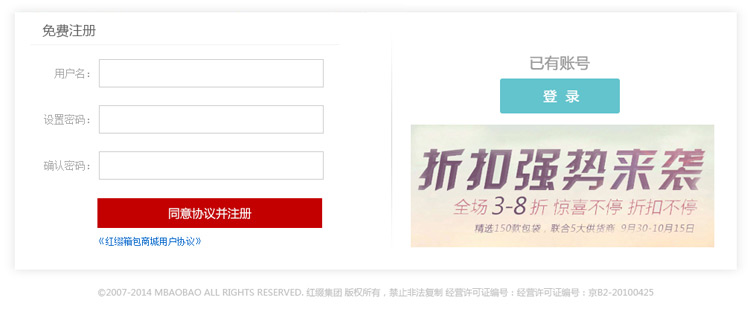 免费注册
用户名：
设置密码：
确认密码：
同意协议并注册
《红缀箱包商城用户协议》
已有账号
登 录
折扣强势来袭
全场 3-8 折 惊喜不停 折扣不停
精选150款包袋，联合5大供货商 9月30-10月15日
©2007-2014 MBAOBAO ALL RIGHTS RESERVED. 红缀集团 版权所有，禁止非法复制 经营许可证编号：经营许可证编号：京B2-20100425